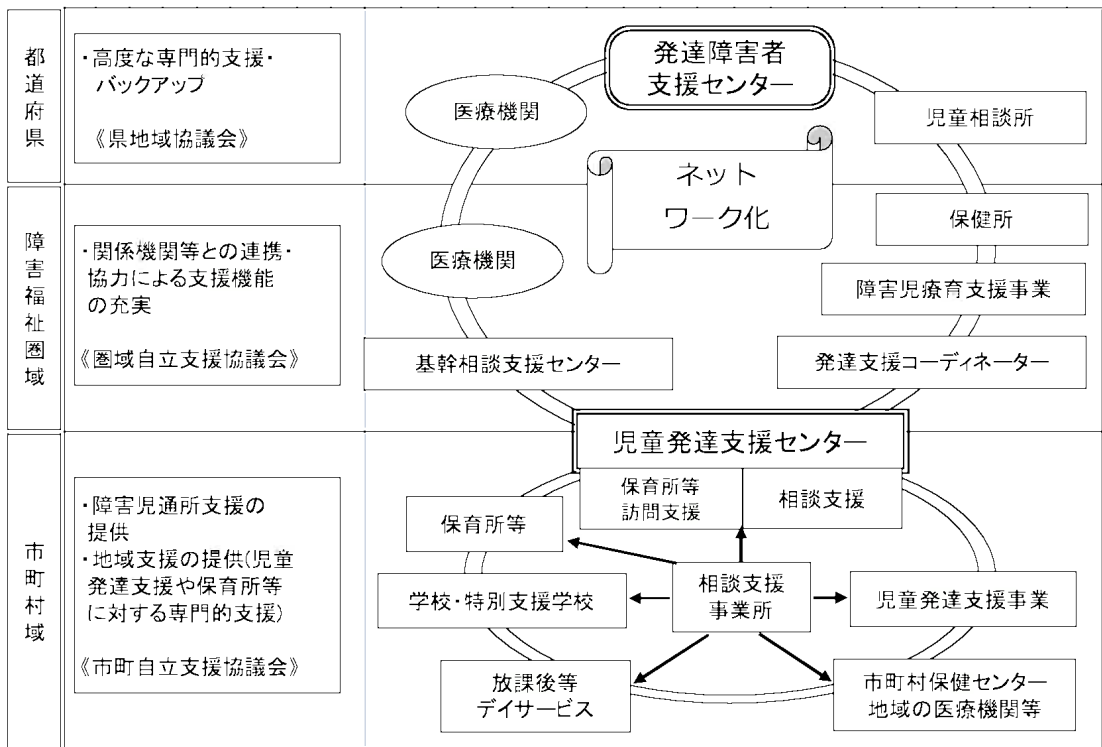 都道府県
・高度な専門的支援・
バックアップ
《県地域協議会》
発達障害者
支援センター
医療機関
児童相談所
ネット
ワーク化
障害福祉圏域
・関係機関等との連携・
協力による支援機能
の充実
《圏域自立支援協議会》
保健所
医療機関
障害児療育支援事業
基幹相談支援センター
発達支援コーディネーター
市町村域
・障害児通所支援の
提供
・地域支援の提供(児童
発達支援や保育所等
に対する専門的支援)
《市町自立支援協議会》
児童発達支援センター
保育所等
訪問支援
相談支援
保育所等
学校・特別支援学校
相談支援
事業所
児童発達支援事業
放課後等
デイサービス
市町村保健センター
地域の医療機関等